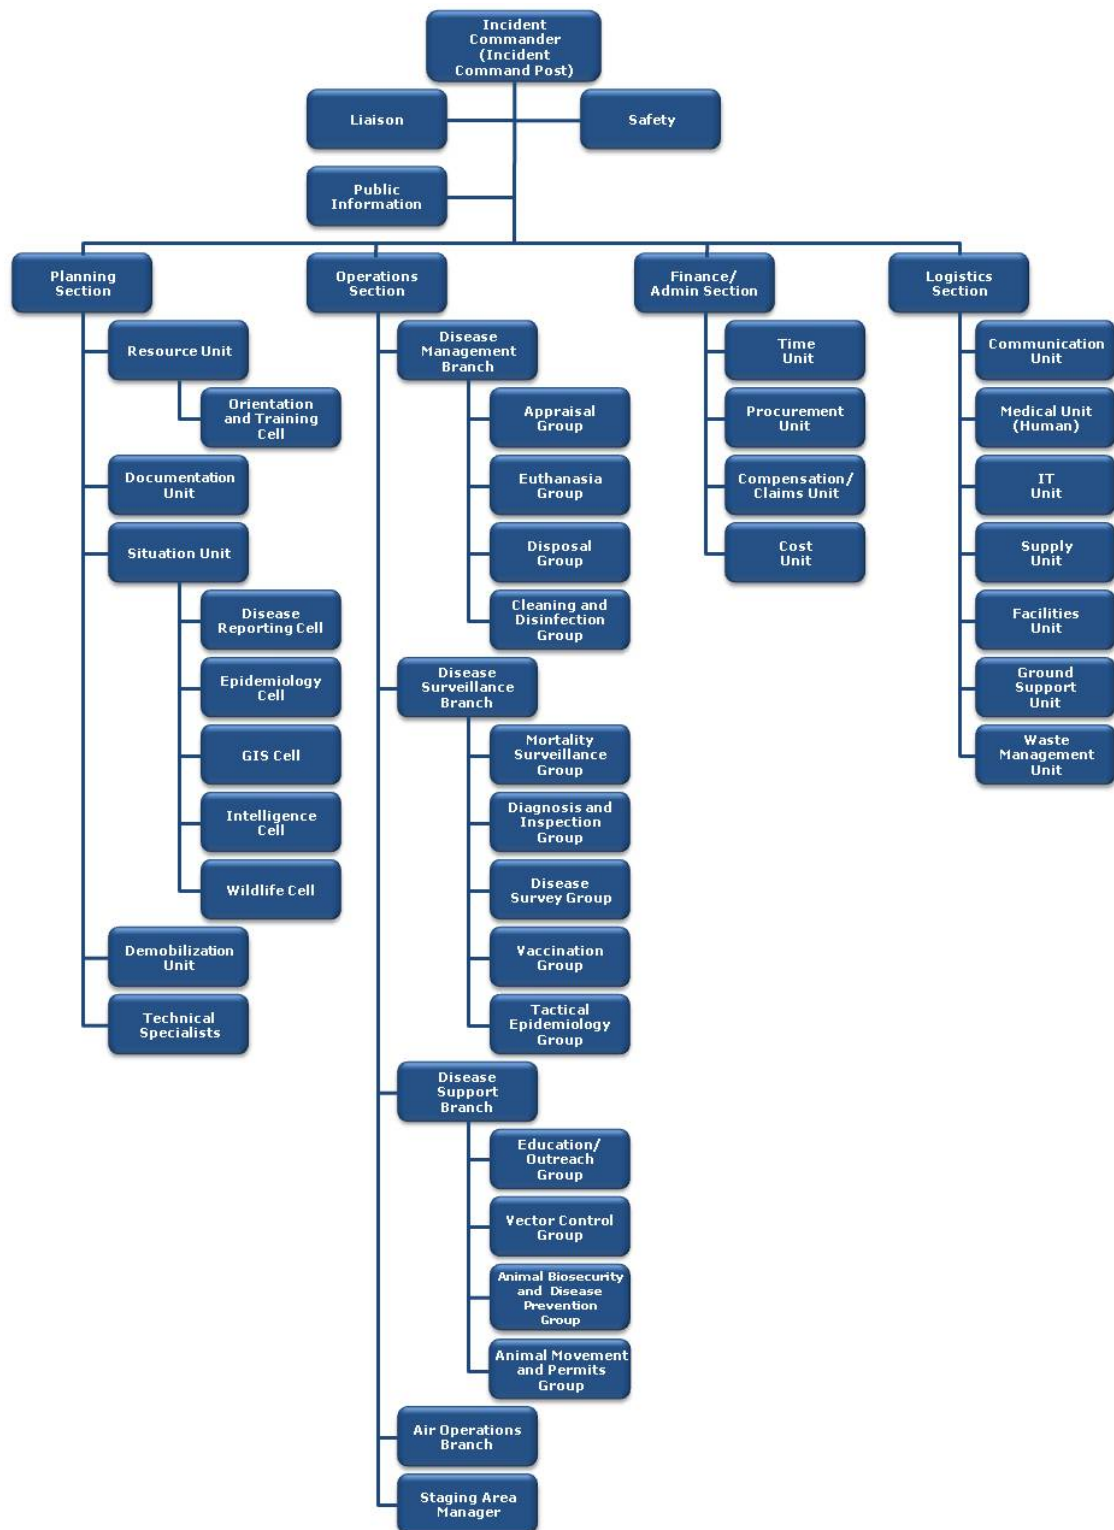 Incident
Commander
(Incident
Command Post)
Liaison
Safety
Public
Information
Planning
Section
Operations
Section
Finance/
Admin Section
Logistics
Section
Resource Unit
Orientation
and Training
Cell
Documentation
Unit
Situation Unit
Disease
Reporting Cell
Epidemiology
Cell
GIS Cell
Intelligence
Cell
Wildlife Cell
Demobilization
Unit
Technical
Specialists
Disease
Management
Branch
Appraisal
Group
Euthanasia
Group
Disposal
Group
Cleaning and
Disinfection
Group
Disease
Surveillance
Branch
Mortality
Surveillance
Group
Diagnosis and
Inspection
Group
Disease
Survey Group
Vaccination
Group
Tactical
Epidemiology
Group
Disease
Support
Branch
Education/
Outreach
Group
Vector Control
Group
Animal Biosecurity
and Disease
Prevention
Group
Animal Movement
and Permits
Group
Air Operations
Branch
Staging Area
Manager
Time
Unit
Procurement
Unit
Compensation/
Claims Unit
Cost
Unit
Communication
Unit
Medical Unit
(Human)
IT
Unit
Supply
Unit
Facilities
Unit
Ground
Support
Unit
Waste
Management
Unit